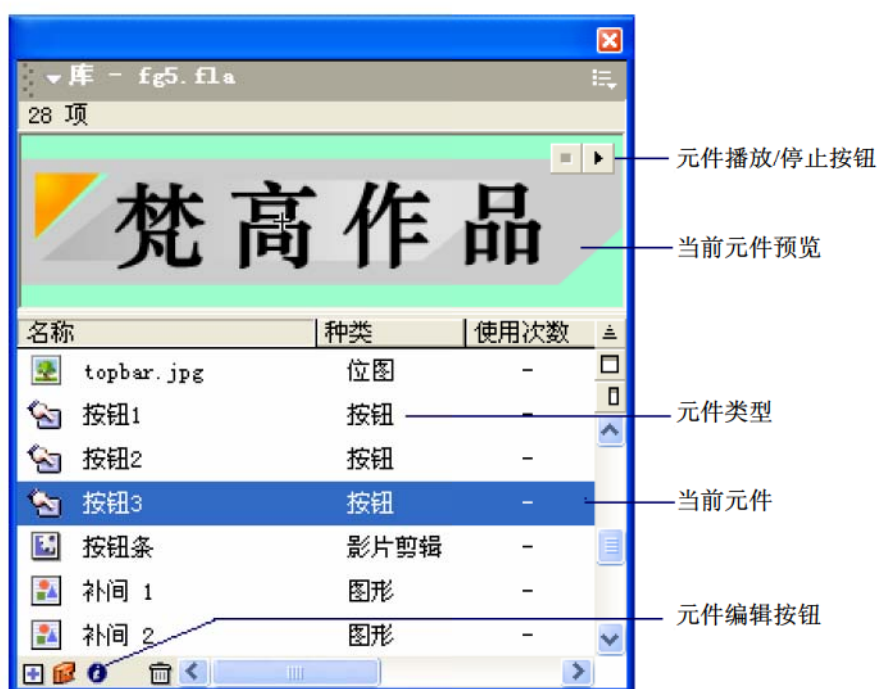 库 - fg5.fla
28 项
元件播放/停止按钮
梵高作品
当前元件预览
名称 种类 使用次数
topbar.jpg 位图 -
按钮1 按钮 -
元件类型
按钮2 按钮 -
按钮3 按钮 -
当前元件
按钮条 影片剪辑 -
补间 1 图形 -
元件编辑按钮
补间 2 图形 -